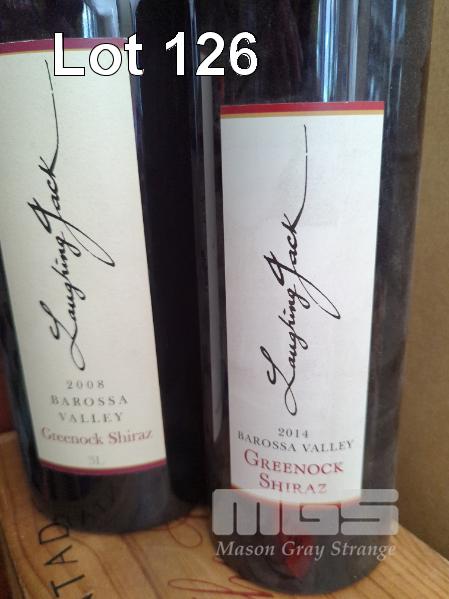 Lot 126
Laughing Jack
2008
BAROSSA
VALLEY
Greenock Shiraz
3L
Laughing Jack
2014
BAROSSA VALLEY
GREENOCK
SHIRAZ
MGS
Mason Gray Strange